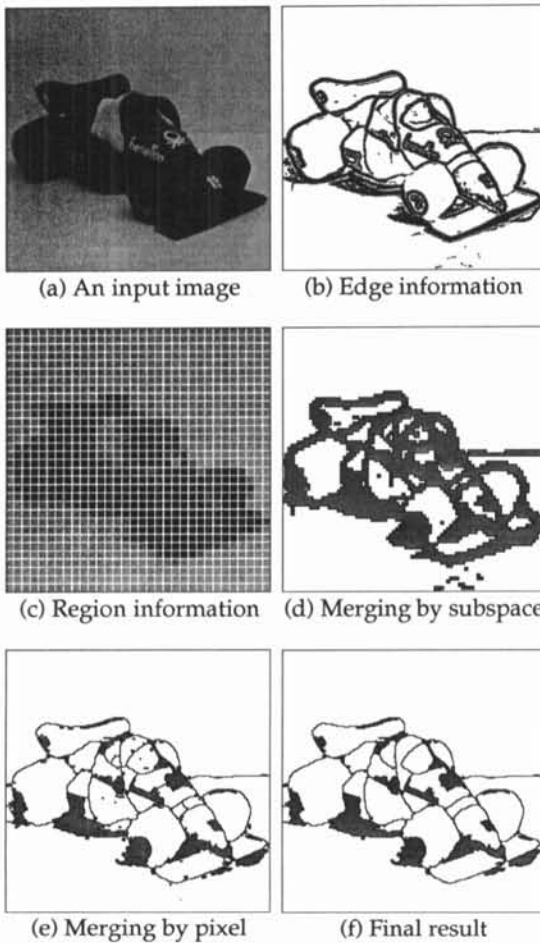 (a) An input image
(b) Edge information
(c) Region information
(d) Merging by subspace
(e) Merging by pixel
(f) Final result